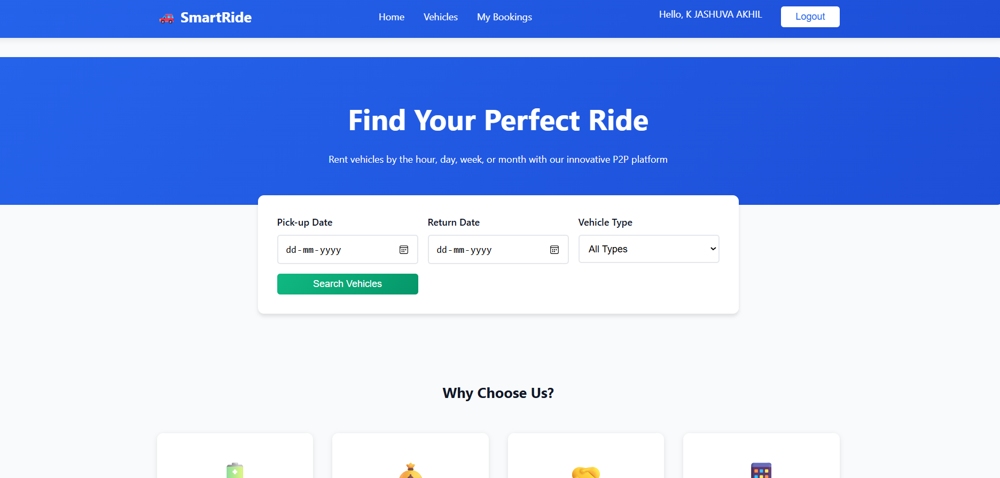 SmartRide
Home
Vehicles
My Bookings
Hello, K JASHUVA AKHIL
Logout
Find Your Perfect Ride
Rent vehicles by the hour, day, week, or month with our innovative P2P platform
Pick-up Date
Return Date
Vehicle Type
dd-mm-yyyy
dd-mm-yyyy
All Types
Search Vehicles
Why Choose Us?